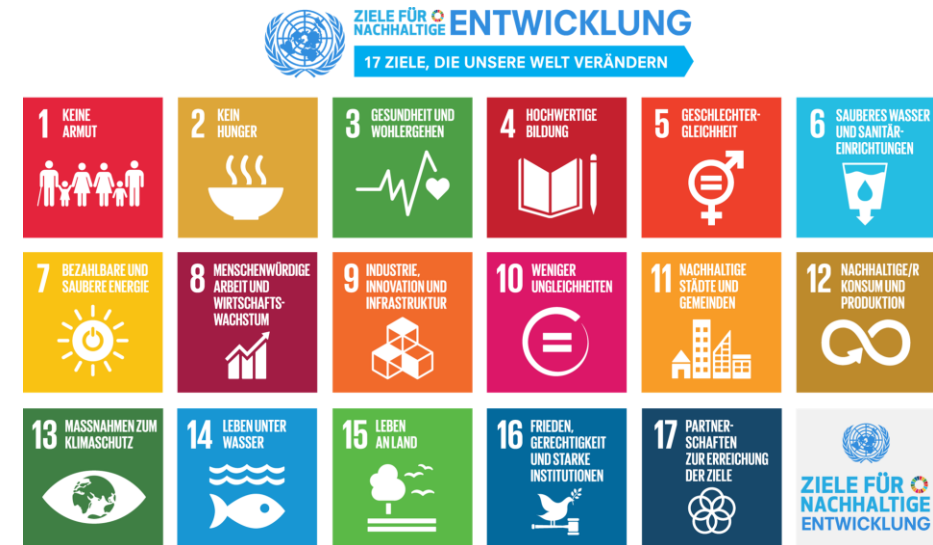 ZIELE FÜR
NACHHALTIGE ENTWICKLUNG
17 ZIELE, DIE UNSERE WELT VERÄNDERN
1 KEINE
ARMUT
2 KEIN
HUNGER
3 GESUNDHEIT UND
WOHLERGEHEN
4 HOCHWERTIGE
BILDUNG
5 GESCHLECHTER-
GLEICHHEIT
6 SAUBERES WASSER
UND SANITÄR-
EINRICHTUNGEN
7 BEZAHLBARE UND
SAUBERE ENERGIE
8 MENSCHENWÜRDIGE
ARBEIT UND
WIRTSCHAFTS-
WACHSTUM
9 INDUSTRIE,
INNOVATION UND
INFRASTRUKTUR
10 WENIGER
UNGLEICHHEITEN
11 NACHHALTIGE
STÄDTE UND
GEMEINDEN
12 NACHHALTIGE/R
KONSUM UND
PRODUKTION
13 MASSNAHMEN ZUM
KLIMASCHUTZ
14 LEBEN UNTER
WASSER
15 LEBEN
AN LAND
16 FRIEDEN,
GERECHTIGKEIT
UND STARKE
INSTITUTIONEN
17 PARTNER-
SCHAFTEN
ZUR ERREICHUNG
DER ZIELE
ZIELE FÜR
NACHHALTIGE
ENTWICKLUNG